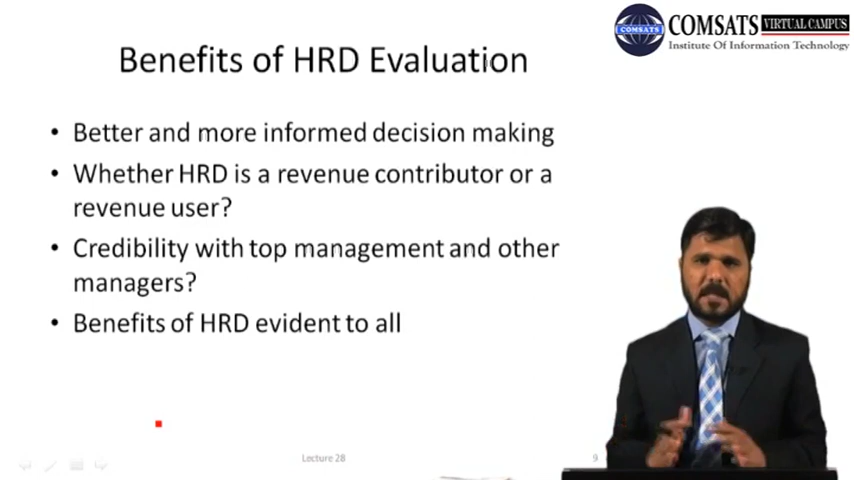 COMSATS VIRTUAL CAMPUS
COMSATS
Institute Of Information Technology
Benefits of HRD Evaluation
• Better and more informed decision making
• Whether HRD is a revenue contributor or a
revenue user?
• Credibility with top management and other
managers?
• Benefits of HRD evident to all
Lecture 28
9